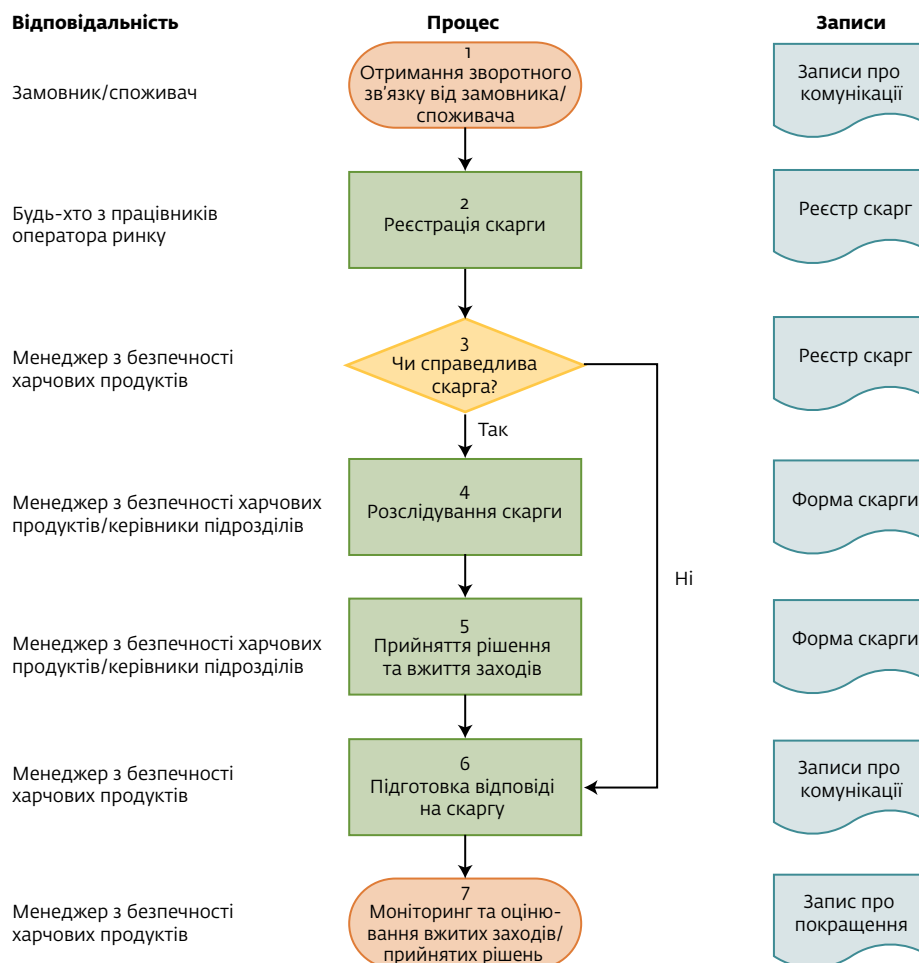 Відповідальність
Процес
Записи
Замовник/споживач
1
Отримання зворотного
зв'язку від замовника/
споживача
Записи про
комунікації
Будь-хто з працівників
оператора ринку
2
Реєстрація скарги
Реєстр скарг
Менеджер з безпечності
харчових продуктів
3
Чи справедлива
скарга?
Реєстр скарг
Так
Менеджер з безпечності харчових
продуктів/керівники підрозділів
4
Розслідування скарги
Форма скарги
Ні
Менеджер з безпечності харчових
продуктів/керівники підрозділів
5
Прийняття рішення
та вжиття заходів
Форма скарги
Менеджер з безпечності
харчових продуктів
6
Підготовка відповіді
на скаргу
Записи про
комунікації
Менеджер з безпечності
харчових продуктів
7
Моніторинг та оціню-
вання вжитих заходів/
прийнятих рішень
Запис про
покращення